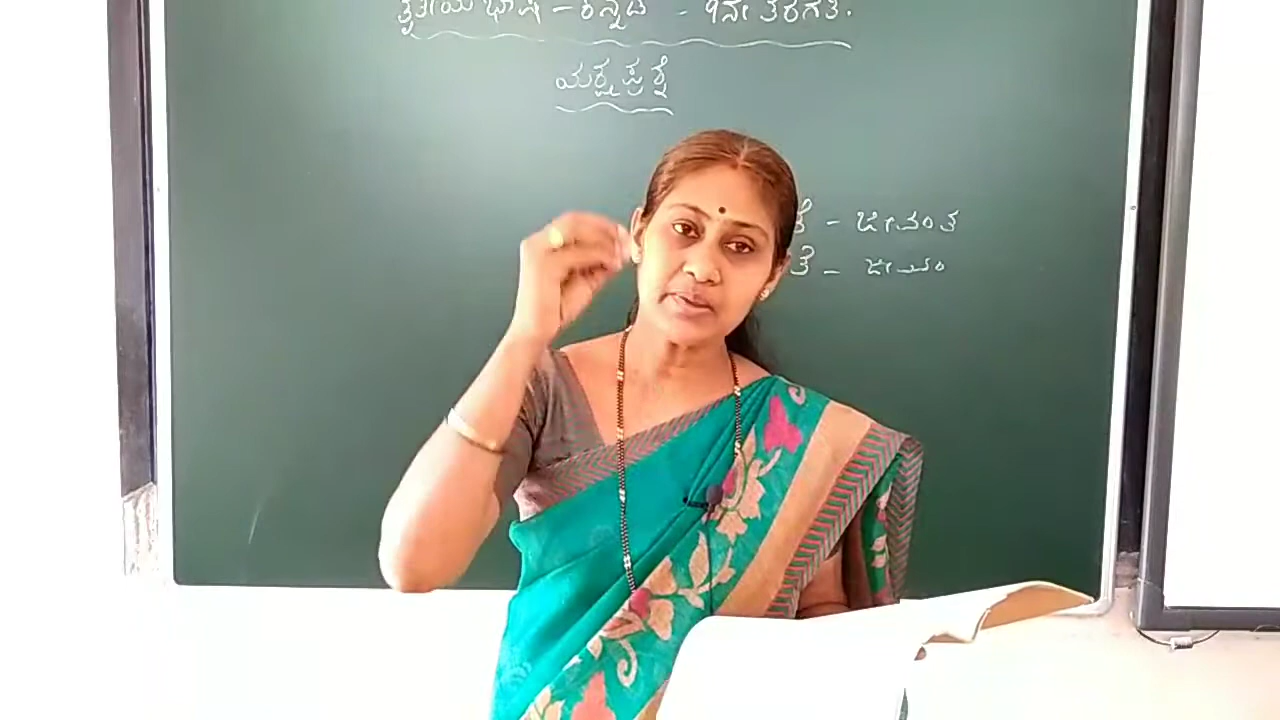 ತೃತೀಯ ಭಾಷೆ - ಕನ್ನಡ - 9ನೇ ತರಗತಿ.
ಯಕ್ಷಪ್ರಶ್ನೆ
- ಜೀವಂತ